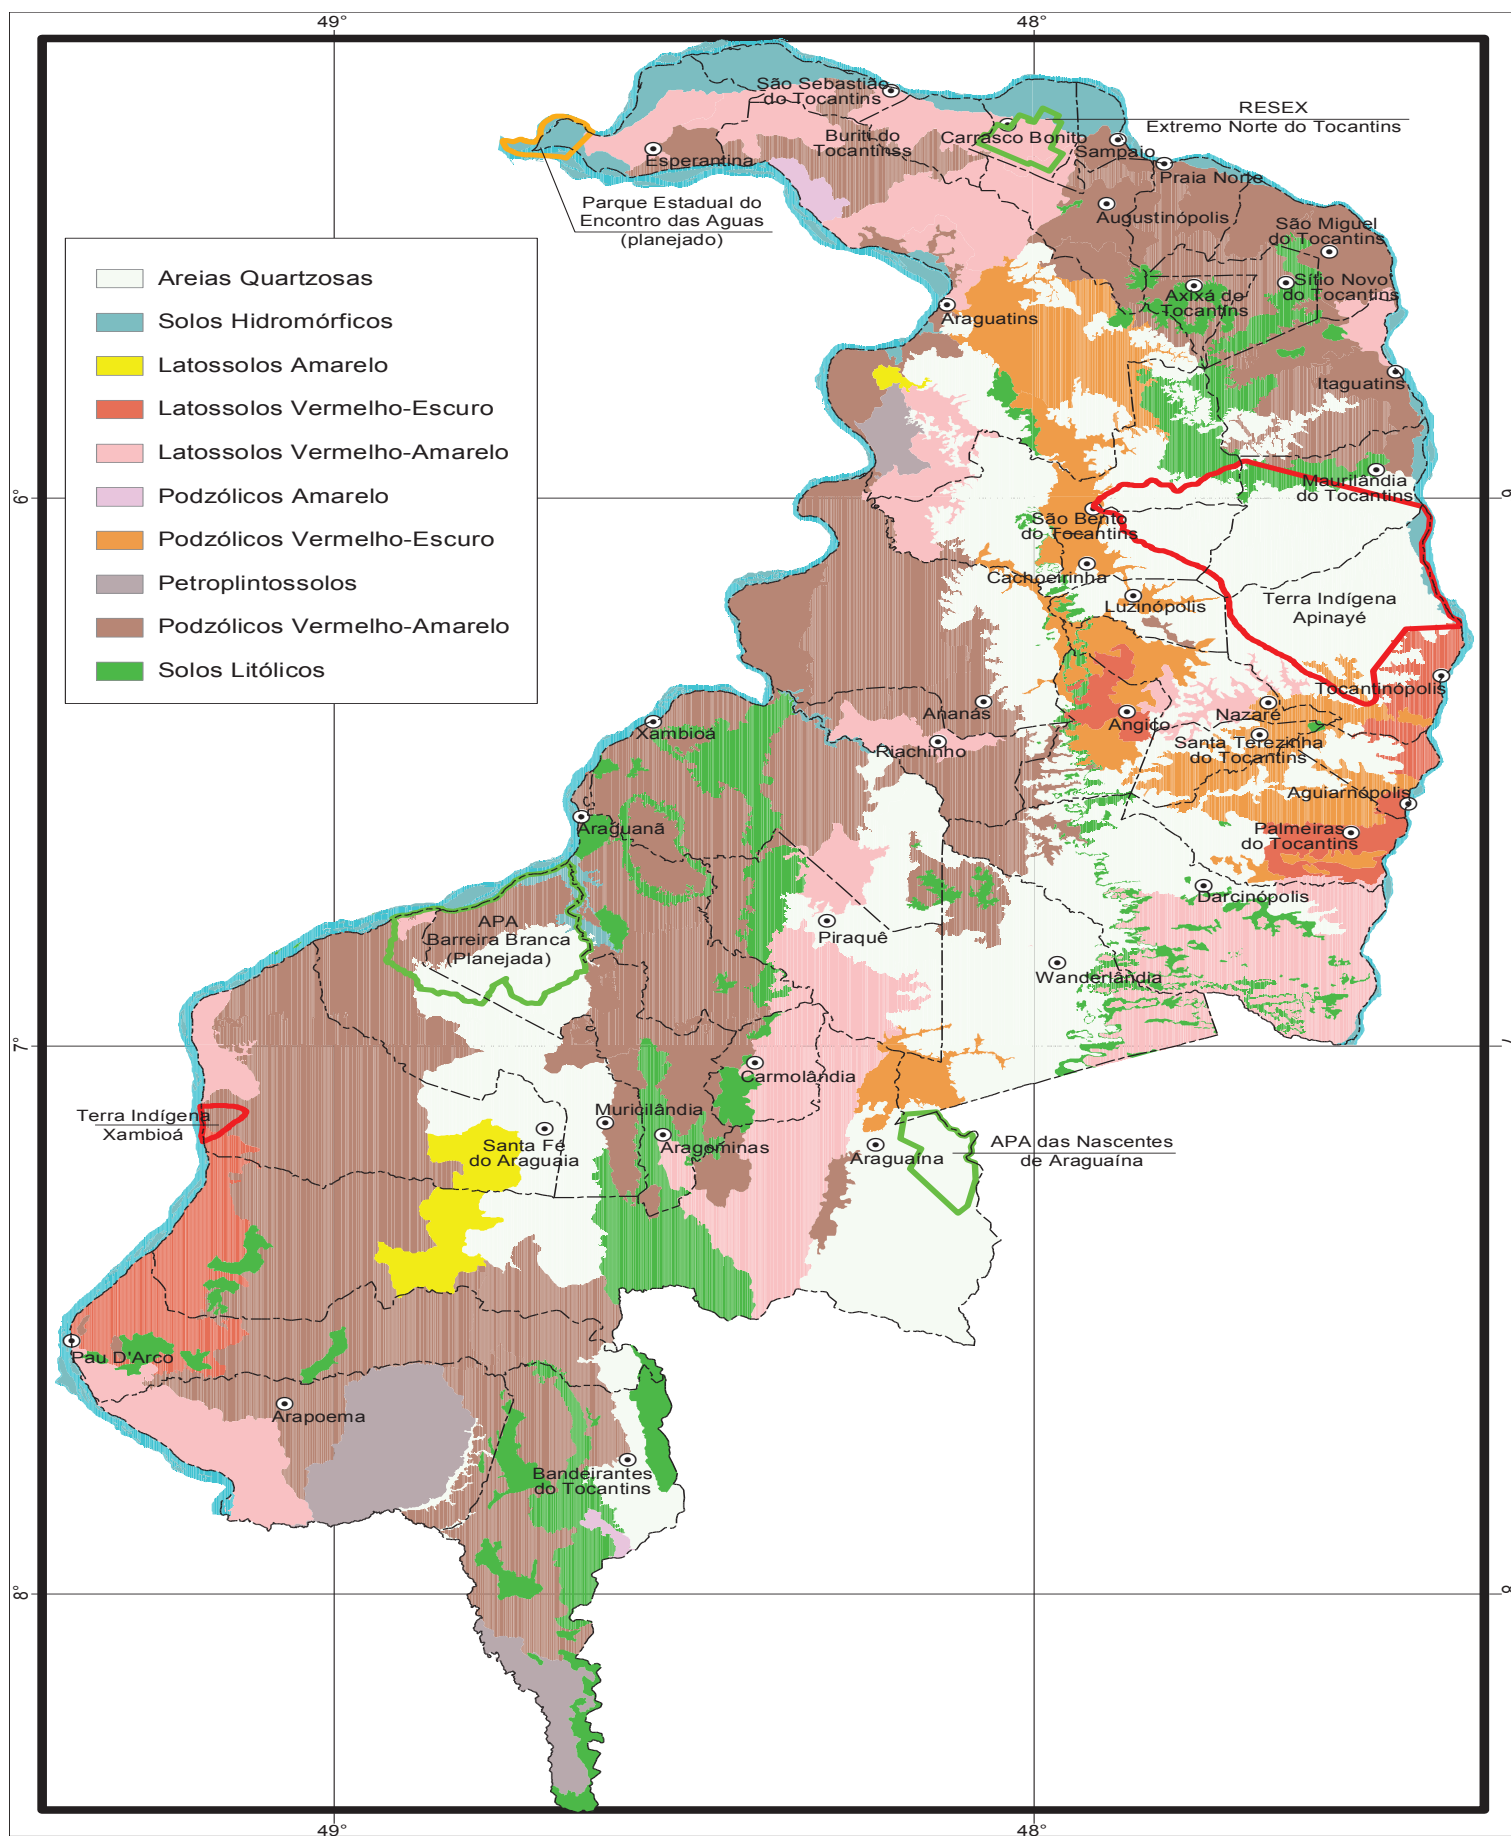 49°
48°
São Sebastião
do Tocantins
RESEX
Extremo Norte do Tocantins
Buriti do
Tocantinss
Carrasco Bonito
Esperantina
Sampaio
Praia Norte
Parque Estadual do
Encontro das Aguas
(planejado)
Augustinópolis
São Miguel
do Tocantins
Areias Quartzosas
Solos Hidromórficos
Latossolos Amarelo
Latossolos Vermelho-Escuro
Latossolos Vermelho-Amarelo
Podzólicos Amarelo
Podzólicos Vermelho-Escuro
Petroplintossolos
Podzólicos Vermelho-Amarelo
Solos Litólicos
Sítio Novo
do Tocantins
Axixá do
Tocantins
Araguatins
Itaguatins
Maurilândia
do Tocantins
6°
São Bento
do Tocantins
Cachoeirinha
Luzinópolis
Terra Indígena
Apinayé
Tocantinópolis
Ananás
Angico
Nazaré
Xambioá
Riachinho
Santa Terezinha
do Tocantins
Aguiarnópolis
Araguanã
Palmeiras
do Tocantins
Darcinópolis
APA
Barreira Branca
(Planejada)
Piraquê
Wanderlândia
7°
Carmolândia
Terra Indígena
Xambioá
Muricilândia
Santa Fé
do Araguaia
Aragominas
Araguaína
APA das Nascentes
de Araguaína
Pau D'Arco
Arapoema
Bandeirantes
do Tocantins
8°
49°
48°